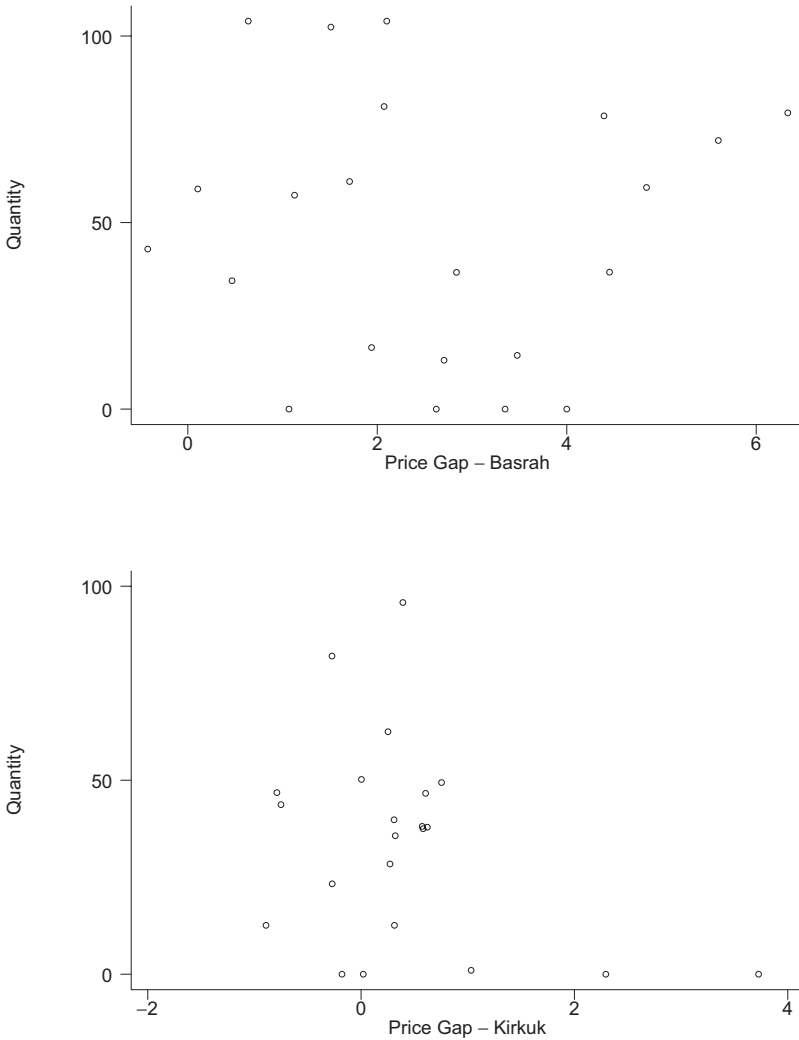 100
50
0
Quantity
0 2 4 6
Price Gap – Basrah
100
50
0
Quantity
–2 0 2 4
Price Gap – Kirkuk